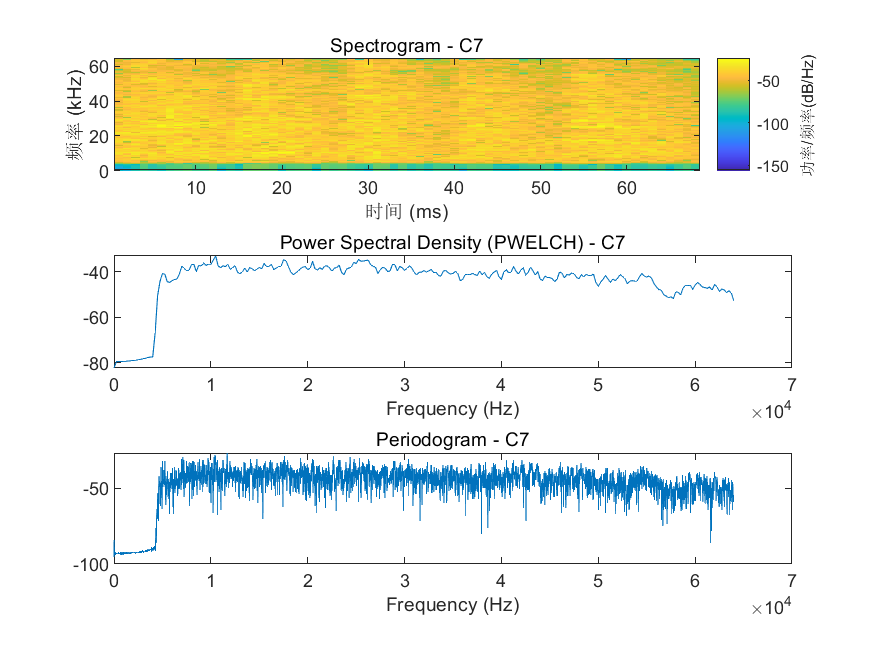 Spectrogram - C7
频率 (kHz)
60
40
20
0
10 20 30 40 50 60
时间 (ms)
-50
-100
-150
功率/频率(dB/Hz)
Power Spectral Density (PWELCH) - C7
-40
-60
-80
0 1 2 3 4 5 6 7
×10⁴
Frequency (Hz)
Periodogram - C7
-50
-100
0 1 2 3 4 5 6 7
×10⁴
Frequency (Hz)